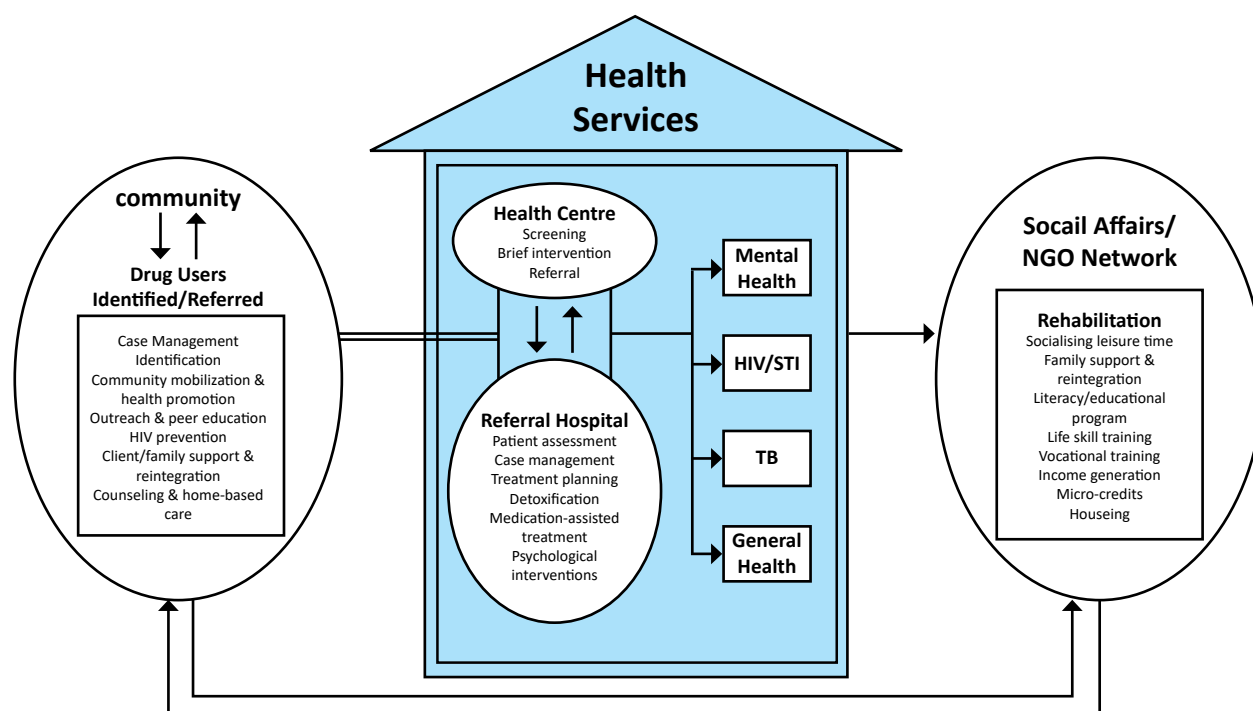 Health
Services
community
Drug Users
Identified/Referred
Case Management
Identification
Community mobilization &
health promotion
Outreach & peer education
HIV prevention
Client/family support &
reintegration
Counseling & home-based
care
Health Centre
Screening
Brief intervention
Referral
Referral Hospital
Patient assessment
Case management
Treatment planning
Detoxification
Medication-assisted
treatment
Psychological
interventions
Mental
Health
HIV/STI
TB
General
Health
Socail Affairs/
NGO Network
Rehabilitation
Socialising leisure time
Family support &
reintegration
Literacy/educational
program
Life skill training
Vocational training
Income generation
Micro-credits
Houseing